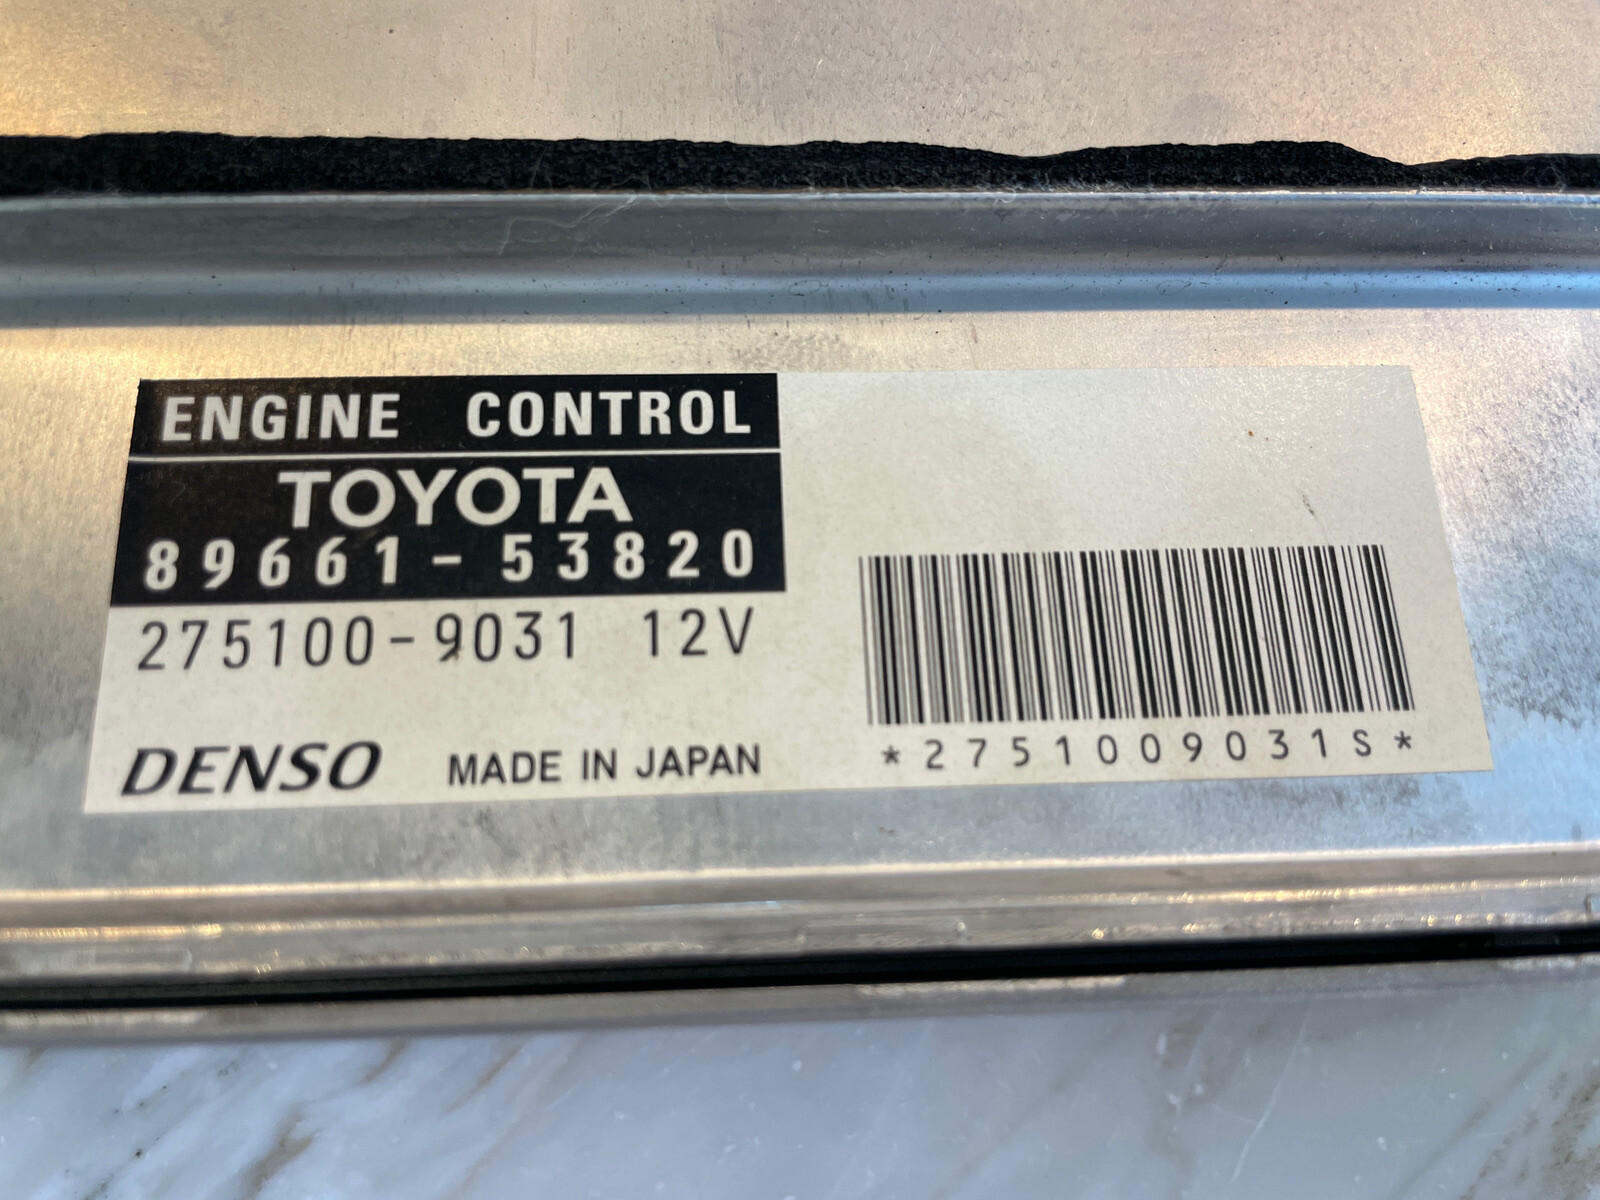 ENGINE CONTROL
TOYOTA
89661-53820
275100-9031 12V
DENSO MADE IN JAPAN
*2751009031S*